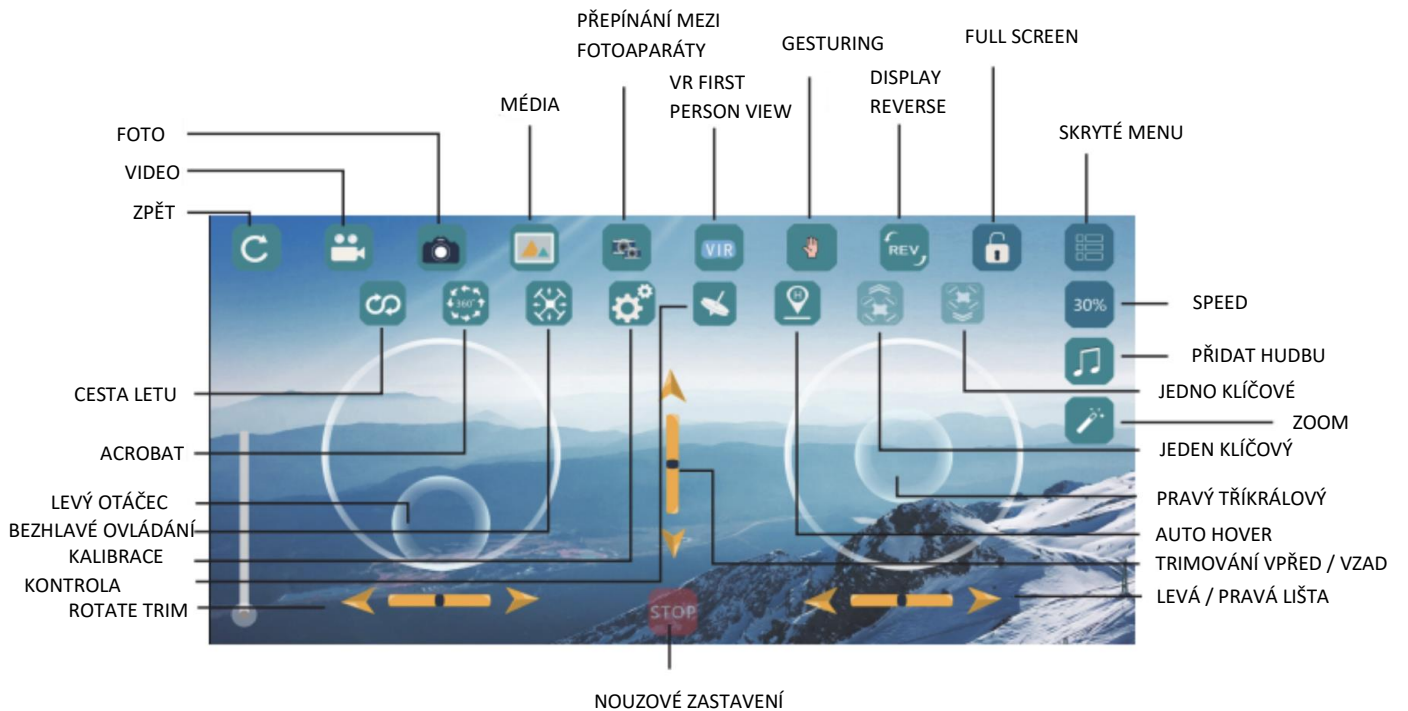 PŘEPÍNÁNÍ MEZI
FOTOAPARÁTY
GESTURING
FULL SCREEN
VR FIRST
PERSON VIEW
DISPLAY
REVERSE
MÉDIA
SKRYTÉ MENU
FOTO
VIDEO
ZPĚT
VIR
REV
360°
H
30%
SPEED
PŘIDAT HUDBU
CESTA LETU
JEDNO KLÍČOVÉ
ZOOM
ACROBAT
JEDEN KLÍČOVÝ
LEVÝ OTÁČEC
PRAVÝ TŘÍKRÁLOVÝ
BEZHLAVÉ OVLÁDÁNÍ
AUTO HOVER
KALIBRACE
TRIMOVÁNÍ VPŘED / VZAD
KONTROLA
ROTATE TRIM
LEVÁ / PRAVÁ LIŠTA
STOP
NOUZOVÉ ZASTAVENÍ